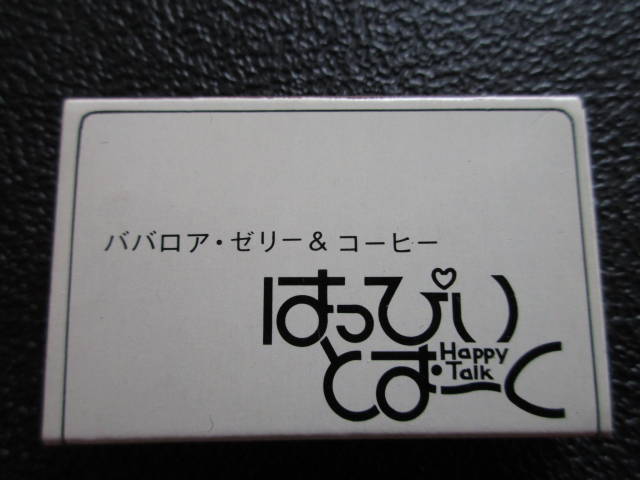 ババロア・ゼリー＆コーヒー
はっぴぃ
とぉーく
Happy
Talk